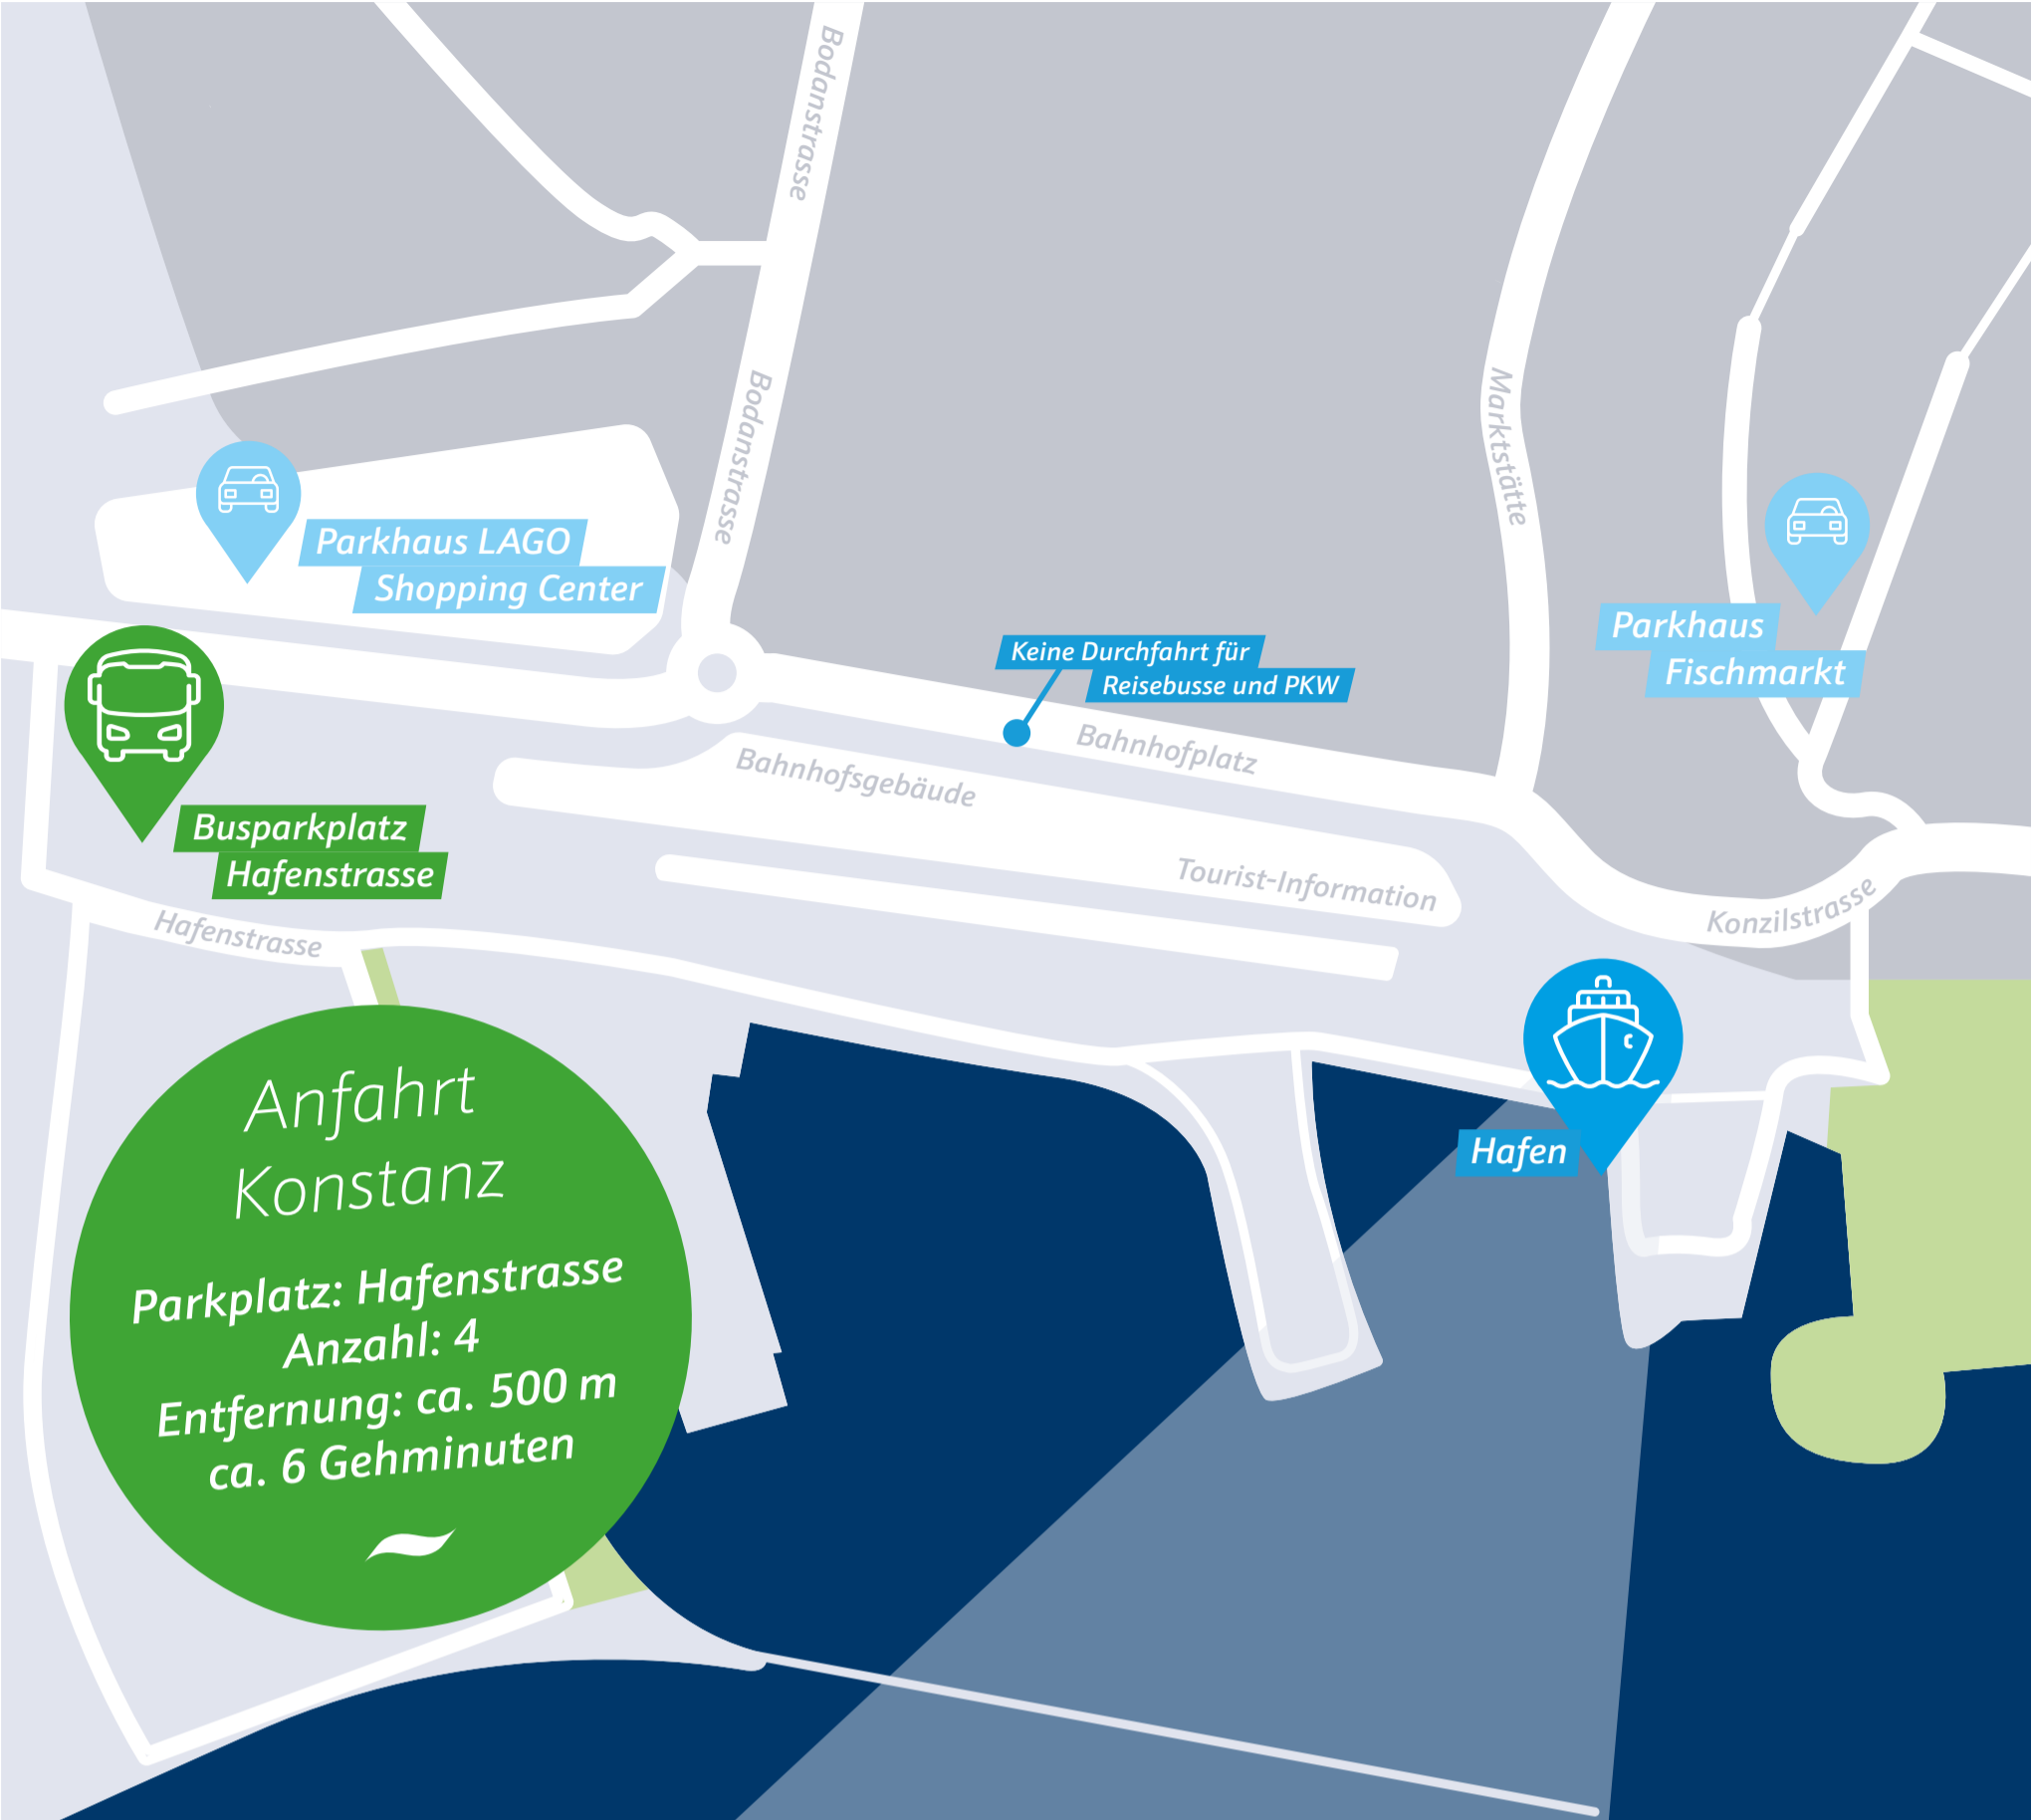 Bodanstrasse
Bodanstrasse
Marktstätte
Parkhaus LAGO
Shopping Center
Parkhaus
Fischmarkt
Keine Durchfahrt für
Reisebusse und PKW
Bahnhofplatz
Bahnhofsgebäude
Busparkplatz
Hafenstrasse
Tourist-Information
Konzilstrasse
Hafenstrasse
Hafen
Anfahrt
Konstanz
Parkplatz: Hafenstrasse
Anzahl: 4
Entfernung: ca. 500 m
ca. 6 Gehminuten